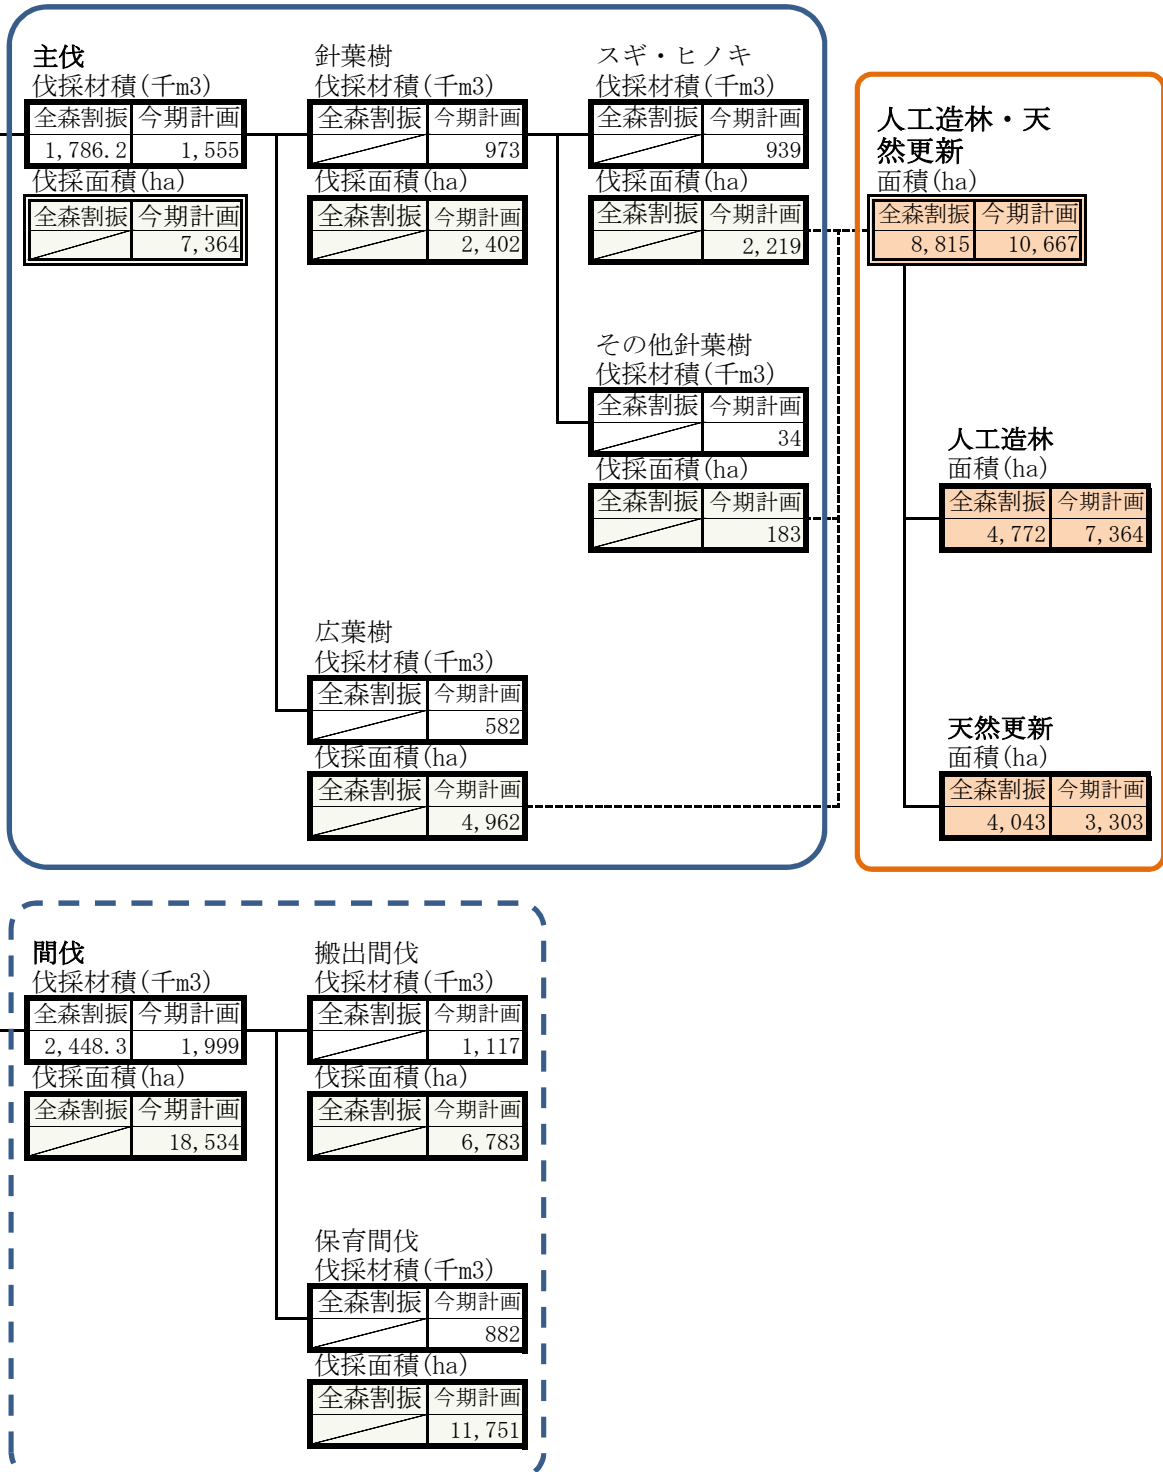 主伐
伐採材積(千m3)
全森割振 今期計画
1,786.2 1,555
伐採面積(ha)
全森割振 今期計画
7,364
針葉樹
伐採材積(千m3)
全森割振 今期計画
973
伐採面積(ha)
全森割振 今期計画
2,402
スギ・ヒノキ
伐採材積(千m3)
全森割振 今期計画
939
伐採面積(ha)
全森割振 今期計画
2,219
その他針葉樹
伐採材積(千m3)
全森割振 今期計画
34
伐採面積(ha)
全森割振 今期計画
183
広葉樹
伐採材積(千m3)
全森割振 今期計画
582
伐採面積(ha)
全森割振 今期計画
4,962
人工造林・天
然更新
面積(ha)
全森割振 今期計画
8,815 10,667
人工造林
面積(ha)
全森割振 今期計画
4,772 7,364
天然更新
面積(ha)
全森割振 今期計画
4,043 3,303
間伐
伐採材積(千m3)
全森割振 今期計画
2,448.3 1,999
伐採面積(ha)
全森割振 今期計画
18,534
搬出間伐
伐採材積(千m3)
全森割振 今期計画
1,117
伐採面積(ha)
全森割振 今期計画
6,783
保育間伐
伐採材積(千m3)
全森割振 今期計画
882
伐採面積(ha)
全森割振 今期計画
11,751